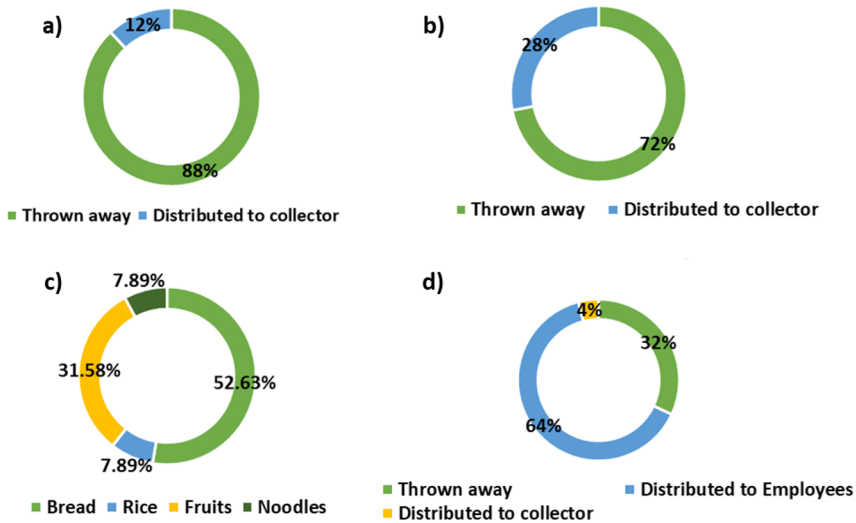 a)
12%
88%
Thrown away Distributed to collector
b)
28%
72%
Thrown away Distributed to collector
c)
7.89%
31.58%
52.63%
7.89%
Bread Rice Fruits Noodles
d)
4%
32%
64%
Thrown away Distributed to Employees
Distributed to collector